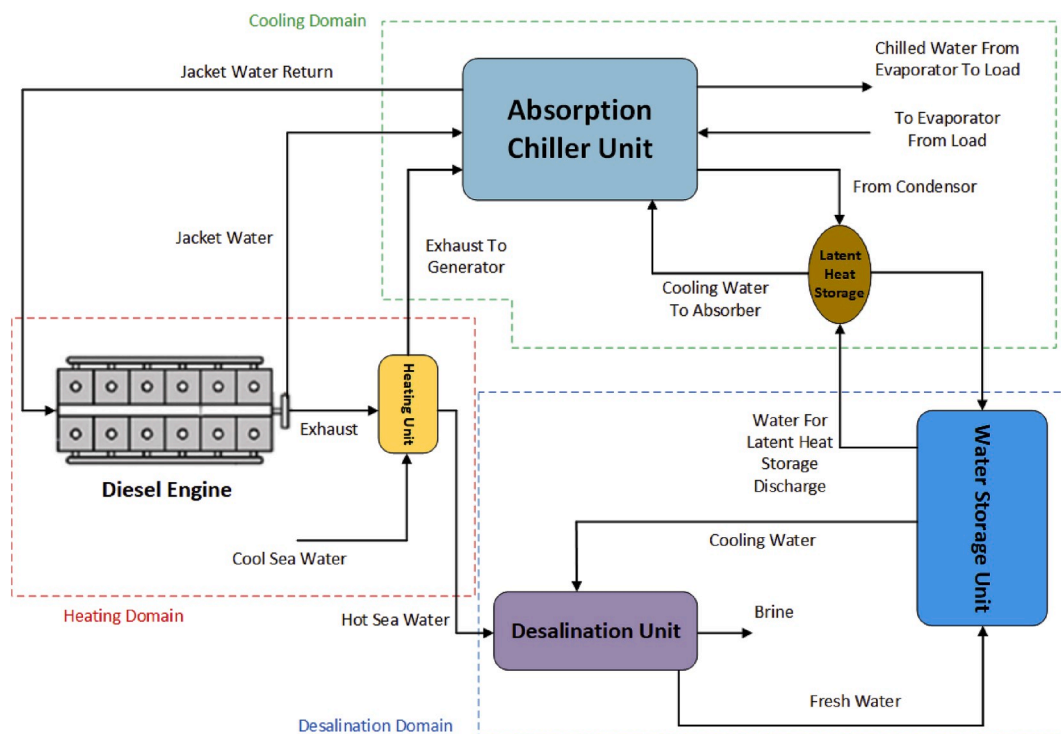 Cooling Domain
Jacket Water Return
Chilled Water From
Evaporator To Load
Absorption
Chiller Unit
To Evaporator
From Load
From Condensor
Jacket Water
Exhaust To
Generator
Latent
Heat
Storage
Cooling Water
To Absorber
Heating Unit
Exhaust
Diesel Engine
Water For
Latent Heat
Storage
Discharge
Water Storage Unit
Cool Sea Water
Cooling Water
Heating Domain
Hot Sea Water
Desalination Unit
Brine
Fresh Water
Desalination Domain